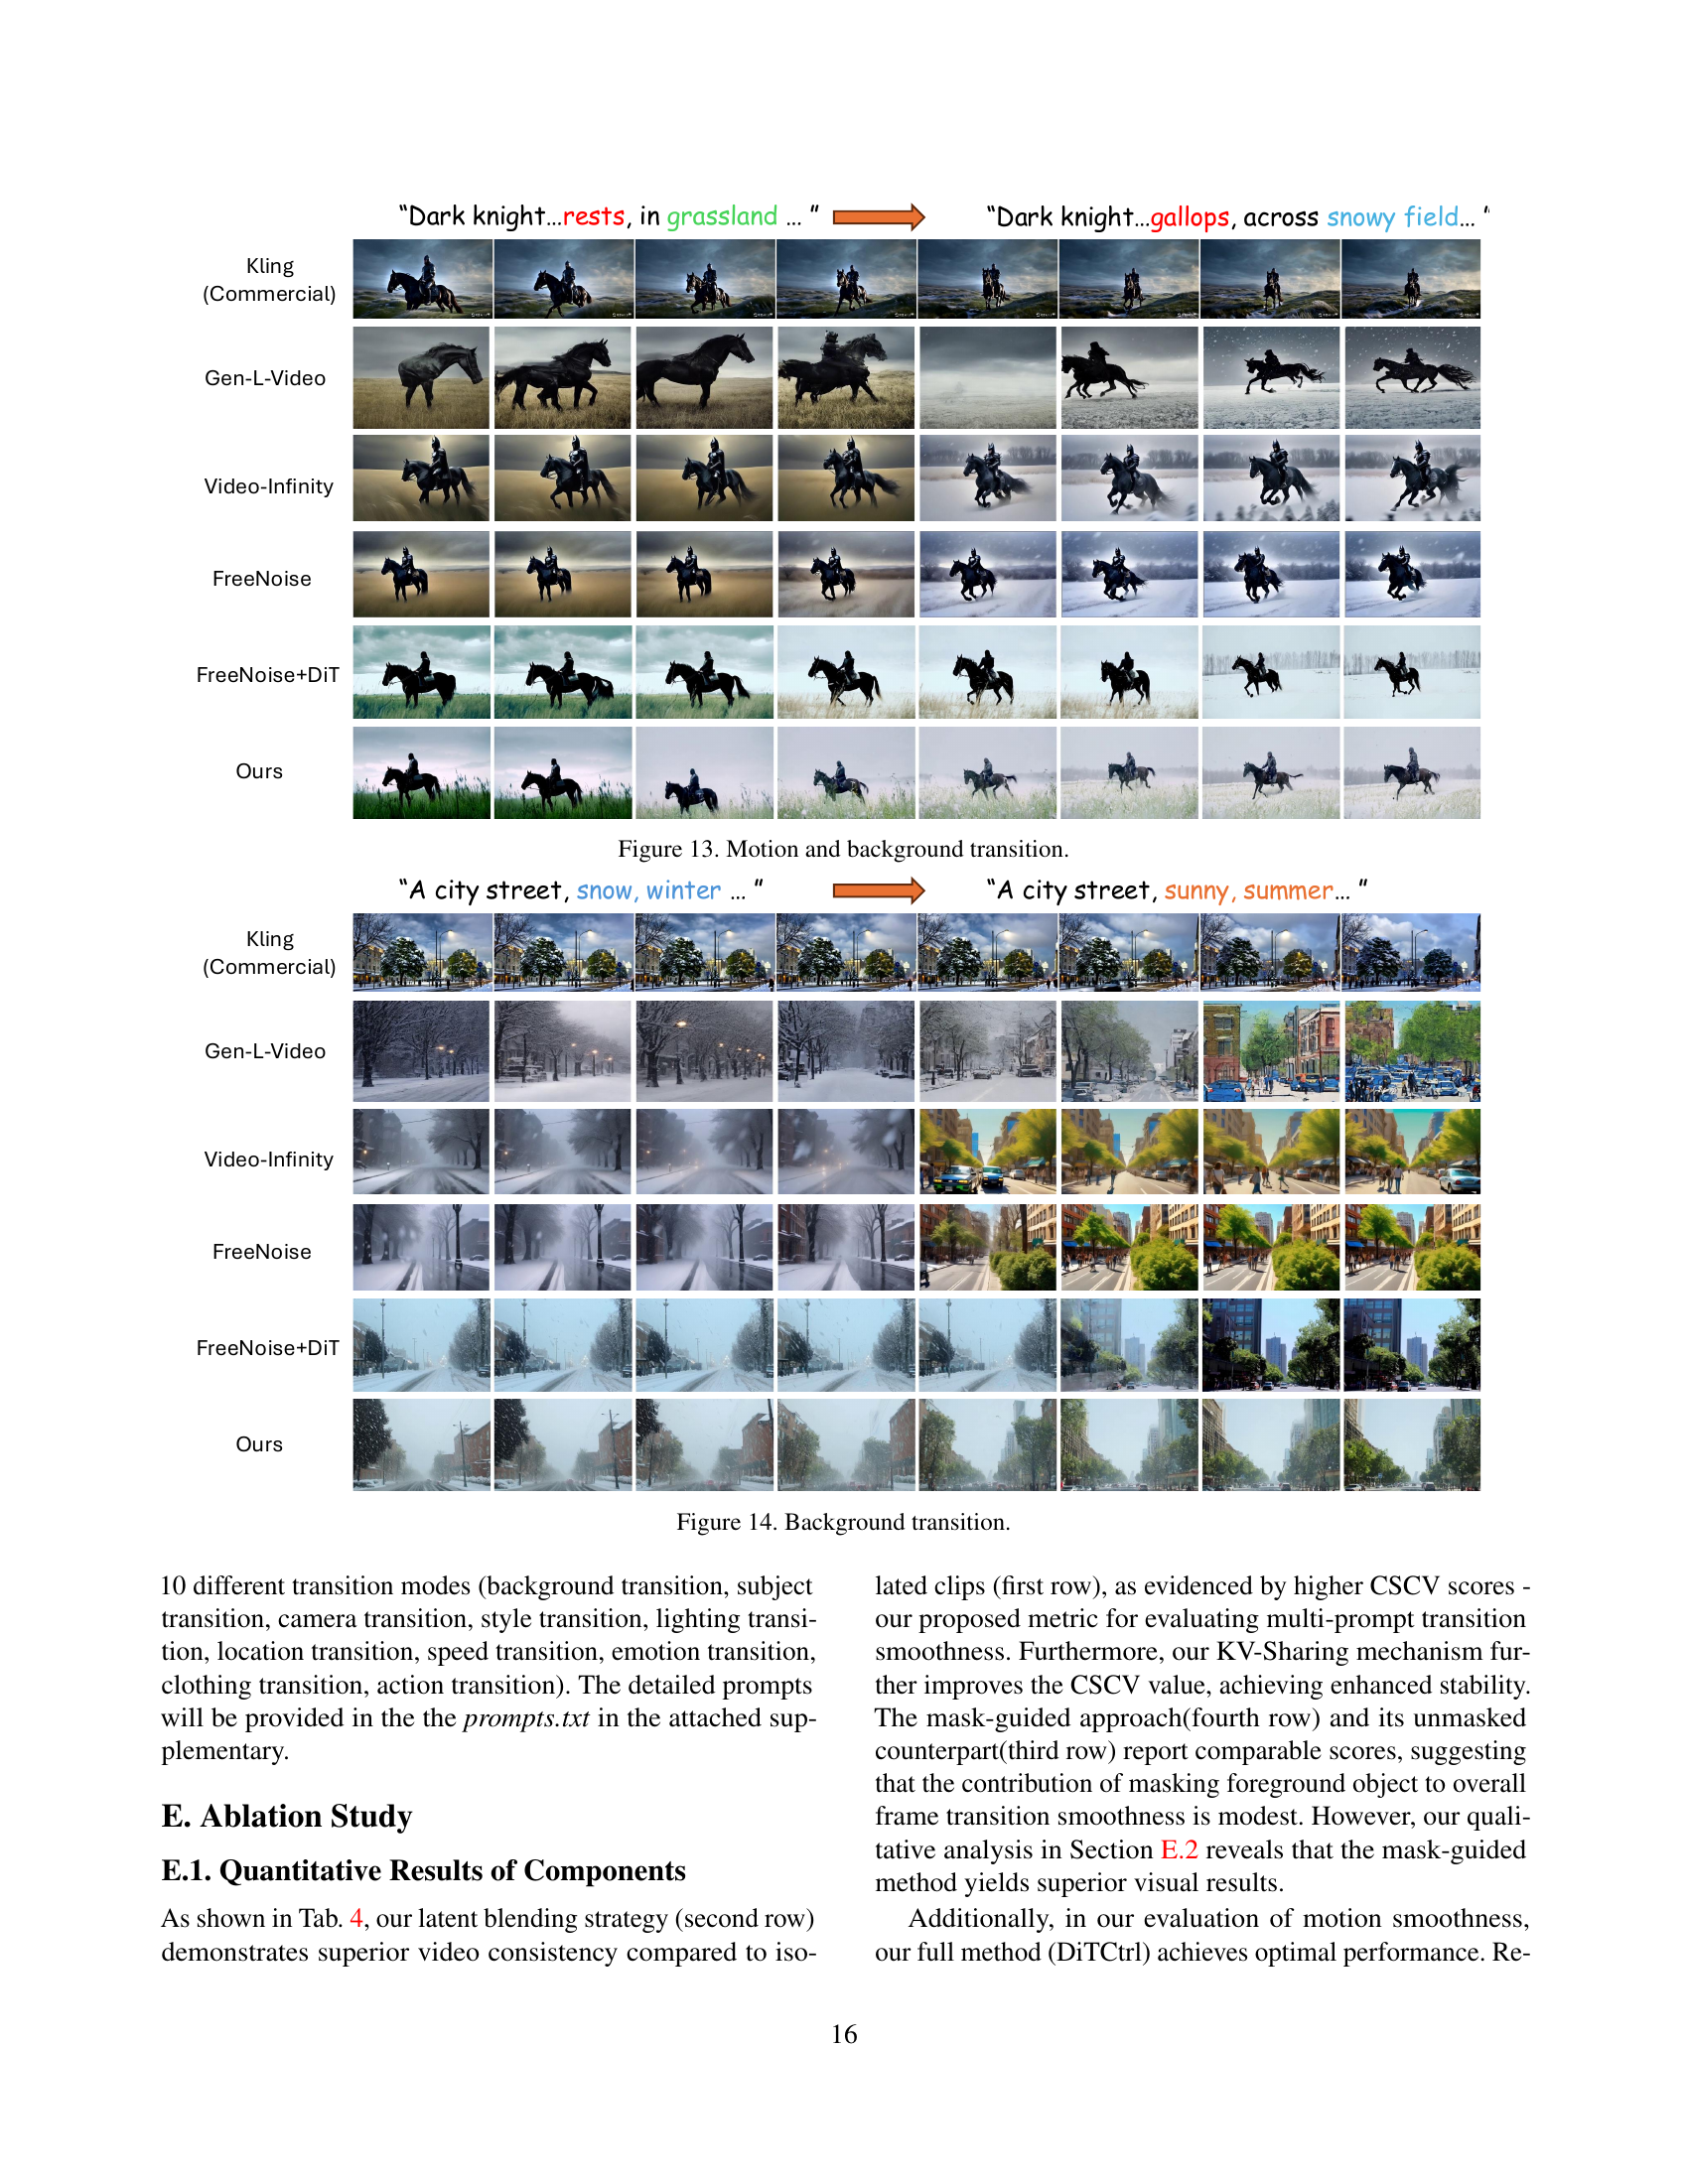 “Dark knight...rests, in grassland ... ”
“Dark knight...gallops, across snowy field... ”
Kling
(Commercial)
Gen-L-Video
Video-Infinity
FreeNoise
FreeNoise+DiT
Ours
Figure 13. Motion and background transition.
“A city street, snow, winter ... ”
“A city street, sunny, summer... ”
Kling
(Commercial)
Gen-L-Video
Video-Infinity
FreeNoise
FreeNoise+DiT
Ours
Figure 14. Background transition.
10 different transition modes (background transition, subject
transition, camera transition, style transition, lighting transi-
tion, location transition, speed transition, emotion transition,
clothing transition, action transition). The detailed prompts
will be provided in the the prompts.txt in the attached sup-
plementary.
E. Ablation Study
E.1. Quantitative Results of Components
As shown in Tab. 4, our latent blending strategy (second row)
demonstrates superior video consistency compared to iso-
lated clips (first row), as evidenced by higher CSCV scores -
our proposed metric for evaluating multi-prompt transition
smoothness. Furthermore, our KV-Sharing mechanism fur-
ther improves the CSCV value, achieving enhanced stability.
The mask-guided approach(fourth row) and its unmasked
counterpart(third row) report comparable scores, suggesting
that the contribution of masking foreground object to overall
frame transition smoothness is modest. However, our quali-
tative analysis in Section E.2 reveals that the mask-guided
method yields superior visual results.
Additionally, in our evaluation of motion smoothness,
our full method (DiTCtrl) achieves optimal performance. Re-
16